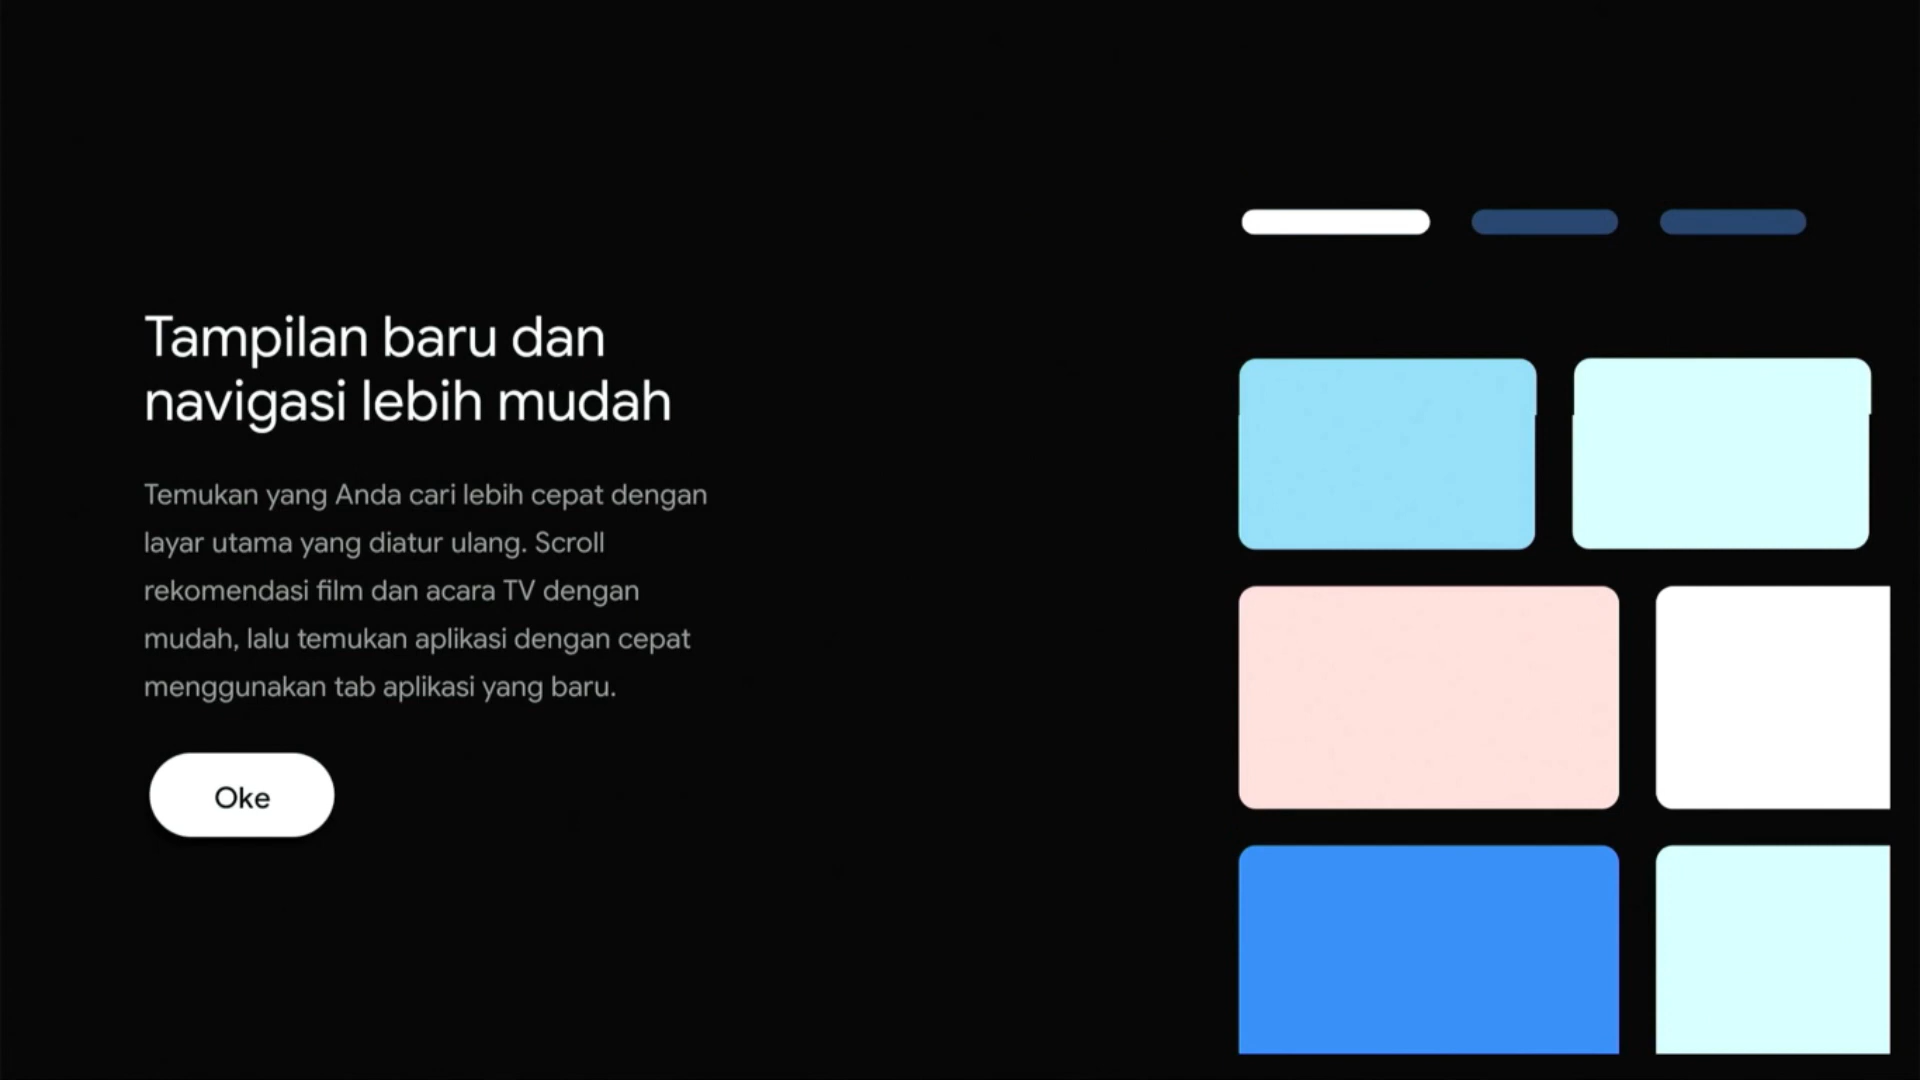 Tampilan baru dan
navigasi lebih mudah
Temukan yang Anda cari lebih cepat dengan
layar utama yang diatur ulang. Scroll
rekomendasi film dan acara TV dengan
mudah, lalu temukan aplikasi dengan cepat
menggunakan tab aplikasi yang baru.
Oke